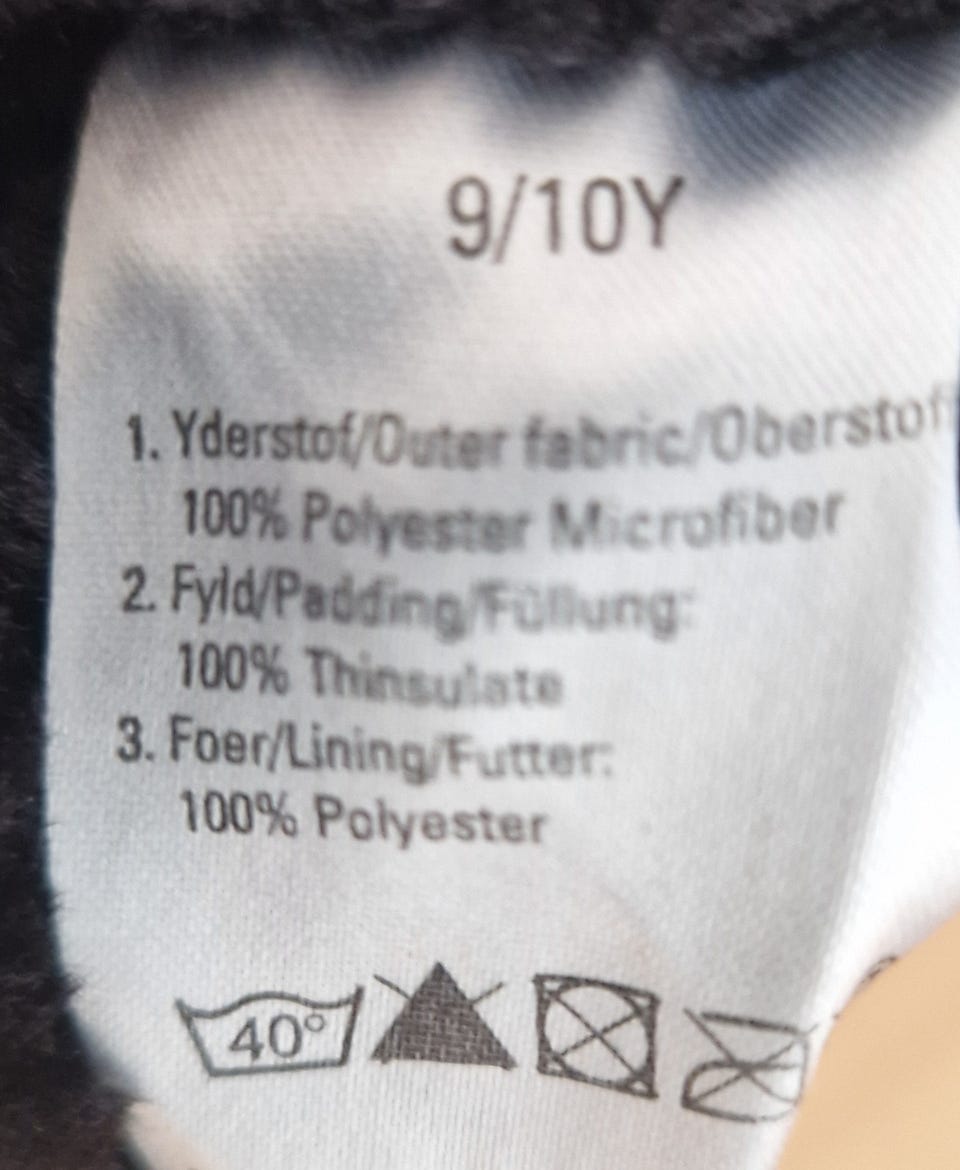 9/10Y
1. Yderstof/Outer fabric/Oberstof
100% Polyester Microfiber
2. Fyld/Padding/Füllung:
100% Thinsulate
3. Foer/Lining/Futter:
100% Polyester
40°